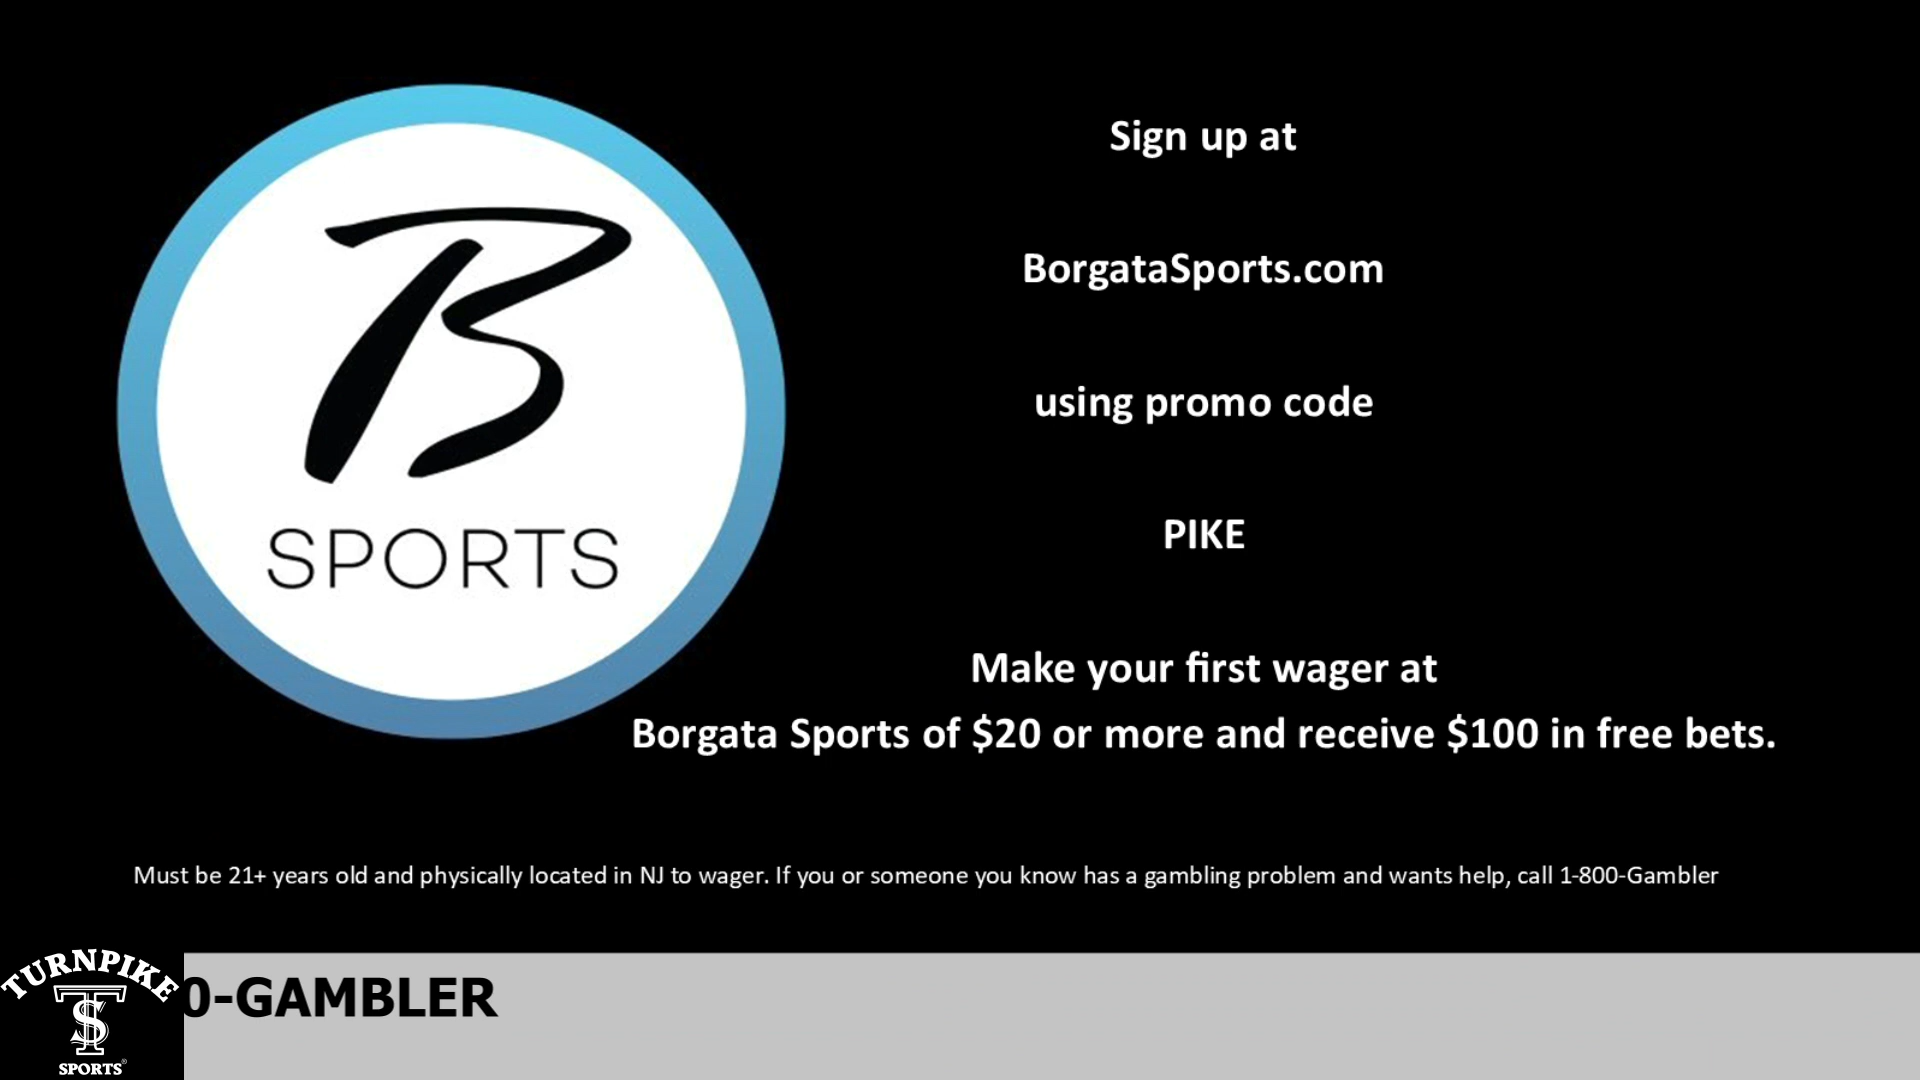 B
SPORTS
Sign up at
BorgataSports.com
using promo code
PIKE
Make your first wager at
Borgata Sports of $20 or more and receive $100 in free bets.
Must be 21+ years old and physically located in NJ to wager. If you or someone you know has a gambling problem and wants help, call 1-800-Gambler
TURNPIKE
TS
SPORTS®
0-GAMBLER